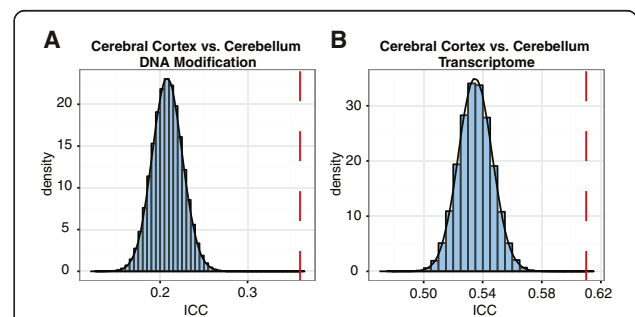 A
Cerebral Cortex vs. Cerebellum
DNA Modification
density
20
15
10
5
0
0.2
0.3
ICC
B
Cerebral Cortex vs. Cerebellum
Transcriptome
density
30
20
10
0
0.50
0.54
0.58
0.62
ICC